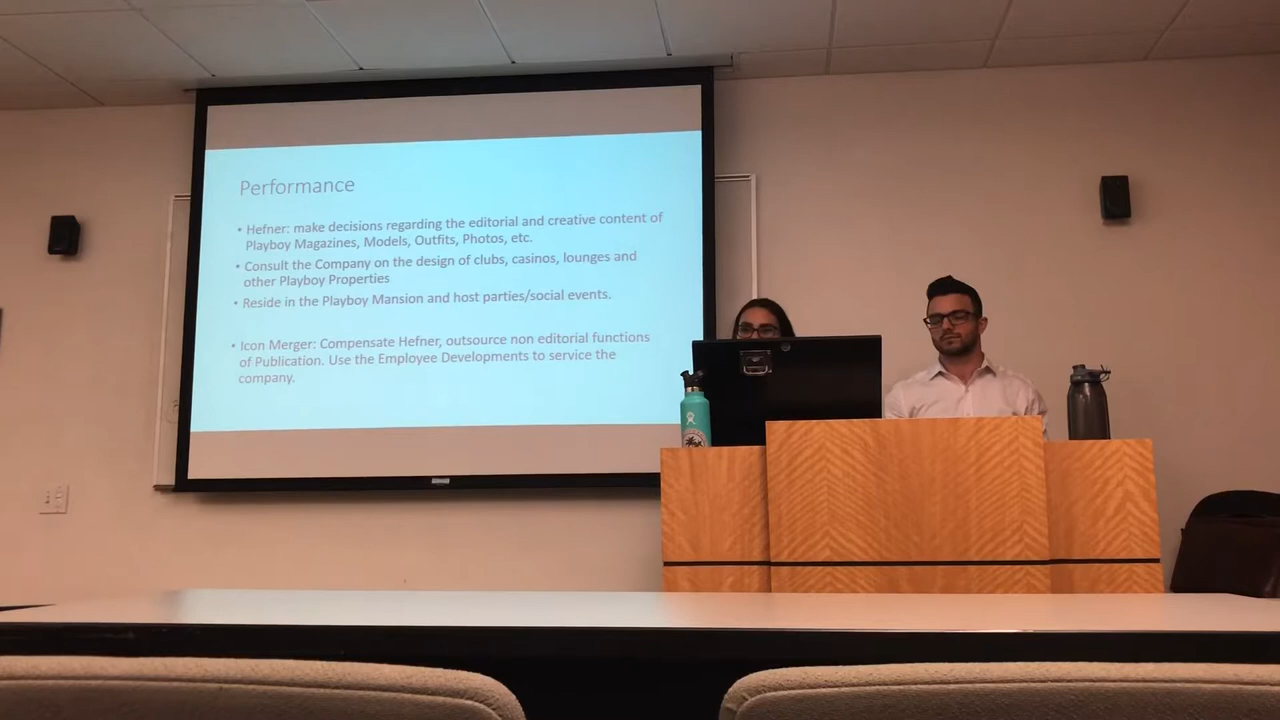 Performance
• Hefner: make decisions regarding the editorial and creative content of
Playboy Magazines, Models, Outfits, Photos, etc.
• Consult the Company on the design of clubs, casinos, lounges and
other Playboy Properties
• Reside in the Playboy Mansion and host parties/social events.
• Icon Merger: Compensate Hefner, outsource non editorial functions
of Publication. Use the Employee Developments to service the
company.